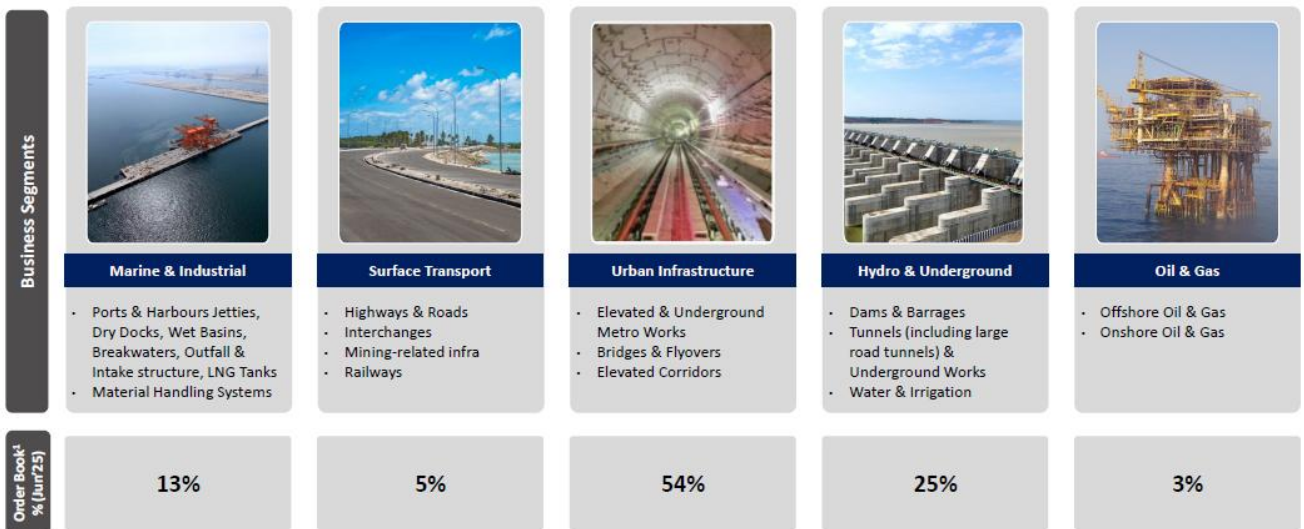 Business Segments
Marine & Industrial
· Ports & Harbours Jetties,
Dry Docks, Wet Basins,
Breakwaters, Outfall &
Intake structure, LNG Tanks
· Material Handling Systems
Surface Transport
· Highways & Roads
· Interchanges
· Mining-related infra
· Railways
Urban Infrastructure
· Elevated & Underground
Metro Works
· Bridges & Flyovers
· Elevated Corridors
Hydro & Underground
· Dams & Barrages
· Tunnels (including large
road tunnels) &
Underground Works
· Water & Irrigation
Oil & Gas
· Offshore Oil & Gas
· Onshore Oil & Gas
Order Book¹
% (Jun'25)
13%
5%
54%
25%
3%